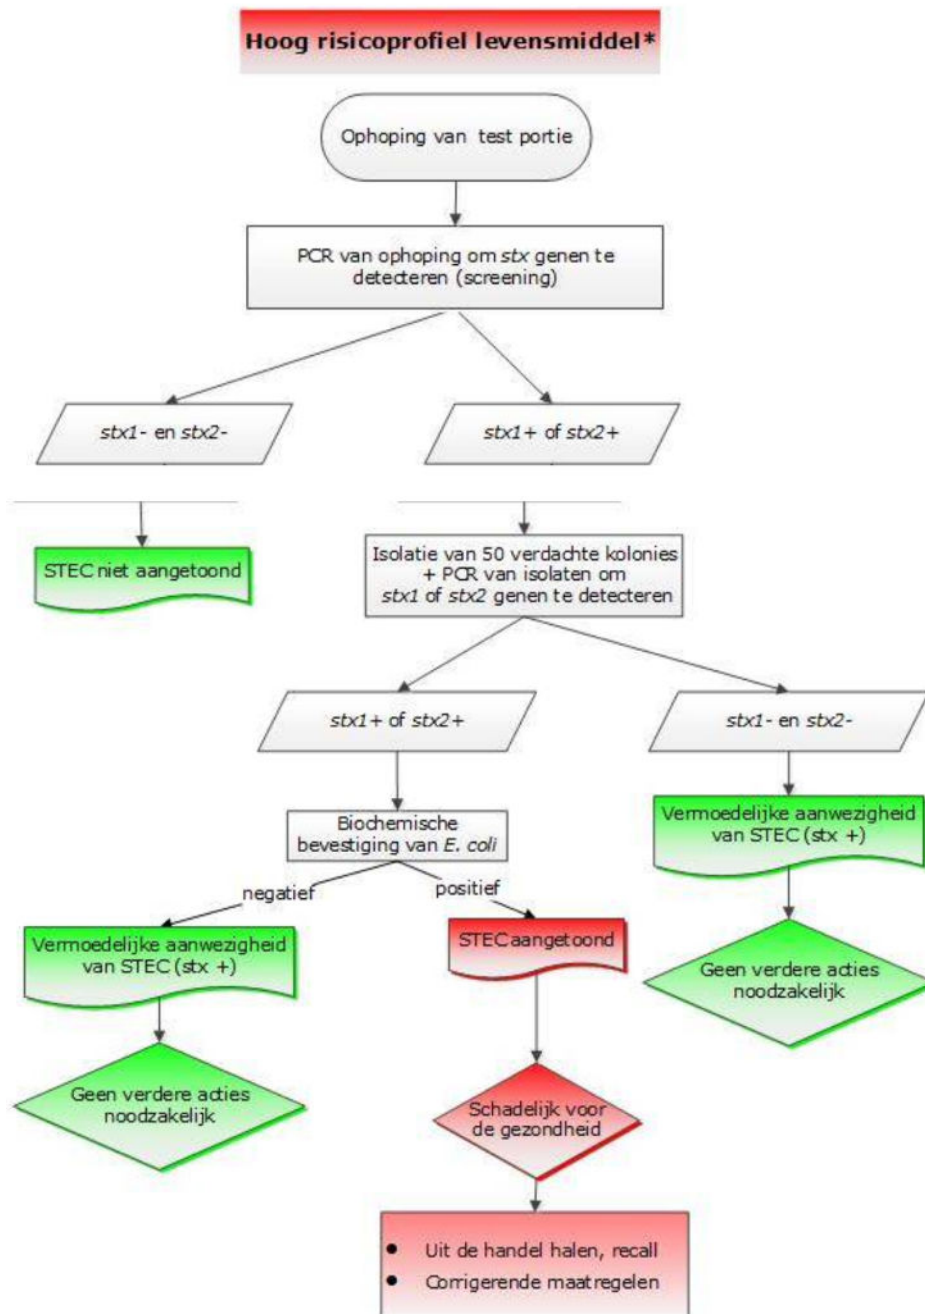 Hoog risicoprofiel levensmiddel*
Ophoping van test portie
PCR van ophoping om stx genen te
detecteren (screening)
stx1- en stx2-
stx1+ of stx2+
STEC niet aangetoond
Isolatie van 50 verdachte kolonies
+ PCR van isolaten om
stx1 of stx2 genen te detecteren
stx1+ of stx2+
stx1- en stx2-
Biochemische
bevestiging van E. coli
Vermoedelijke aanwezigheid
van STEC (stx +)
negatief
positief
Vermoedelijke aanwezigheid
van STEC (stx +)
STEC aangetoond
Geen verdere acties
noodzakelijk
Geen verdere acties
noodzakelijk
Schadelijk voor
de gezondheid
● Uit de handel halen, recall
● Corrigerende maatregelen